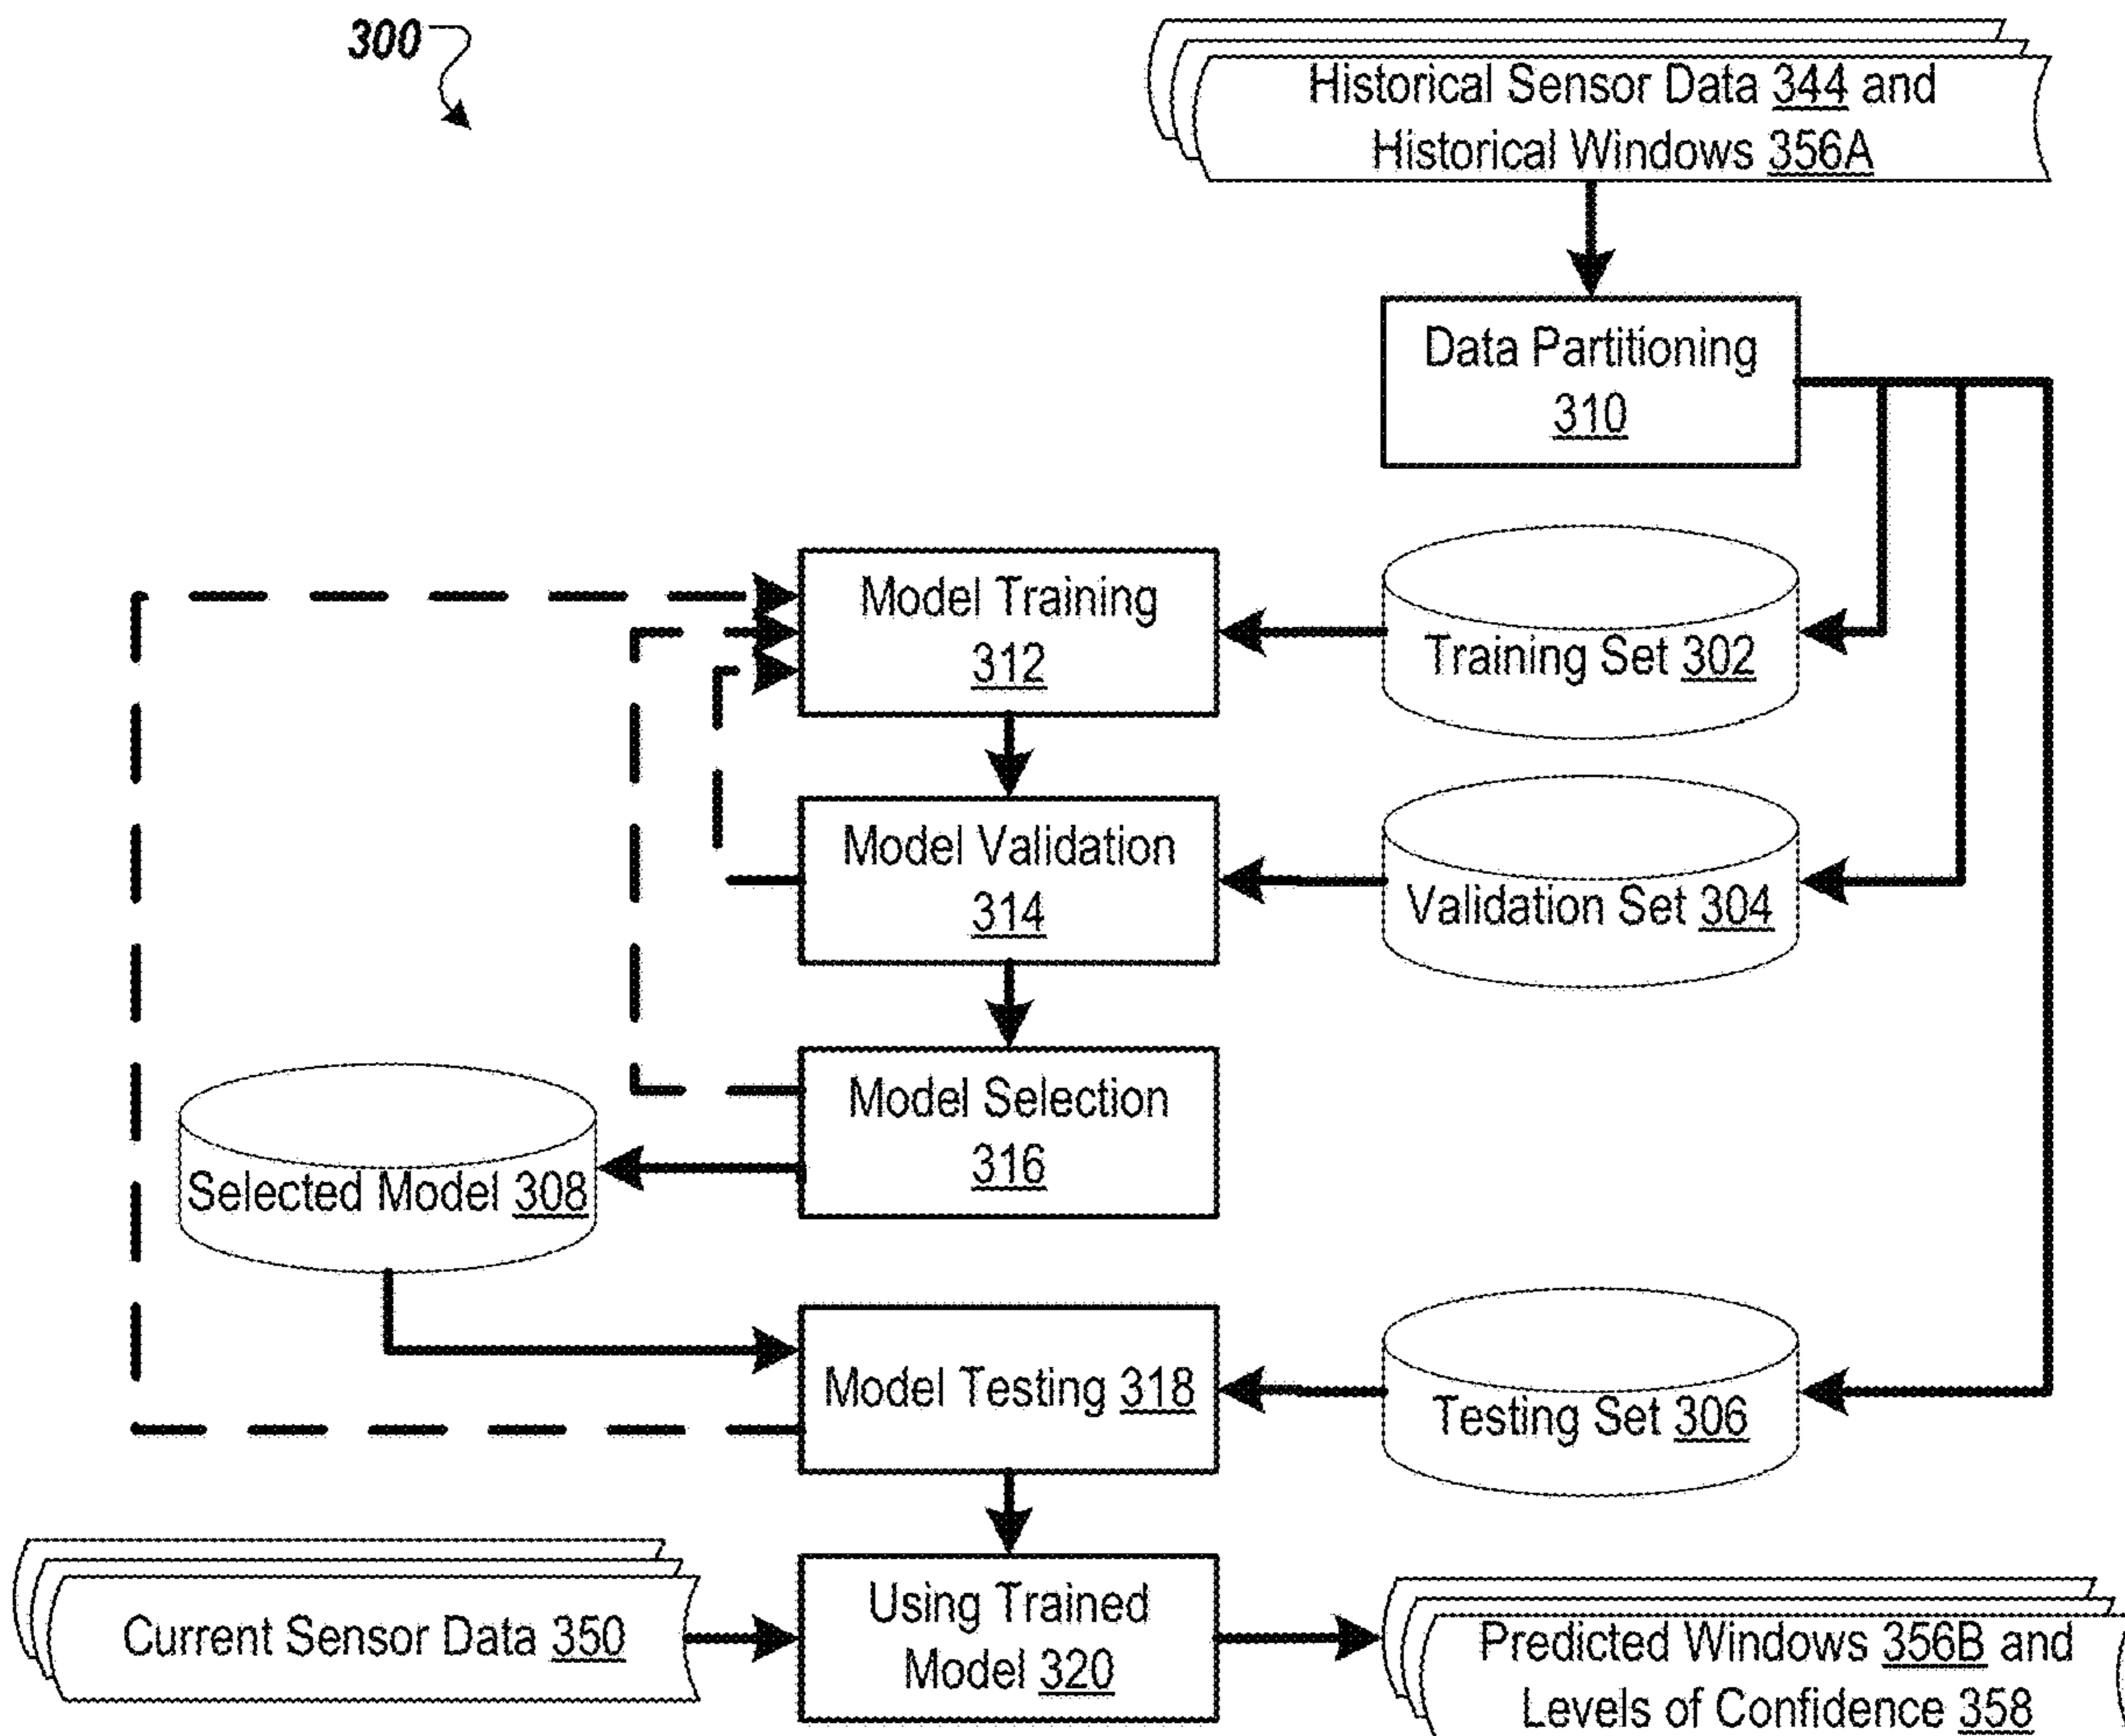 300
Historical Sensor Data 344 and
Historical Windows 356A
Data Partitioning
310
Model Training
312
Training Set 302
Model Validation
314
Validation Set 304
Model Selection
316
Selected Model 308
Model Testing 318
Testing Set 306
Current Sensor Data 350
Using Trained
Model 320
Predicted Windows 356B and
Levels of Confidence 358